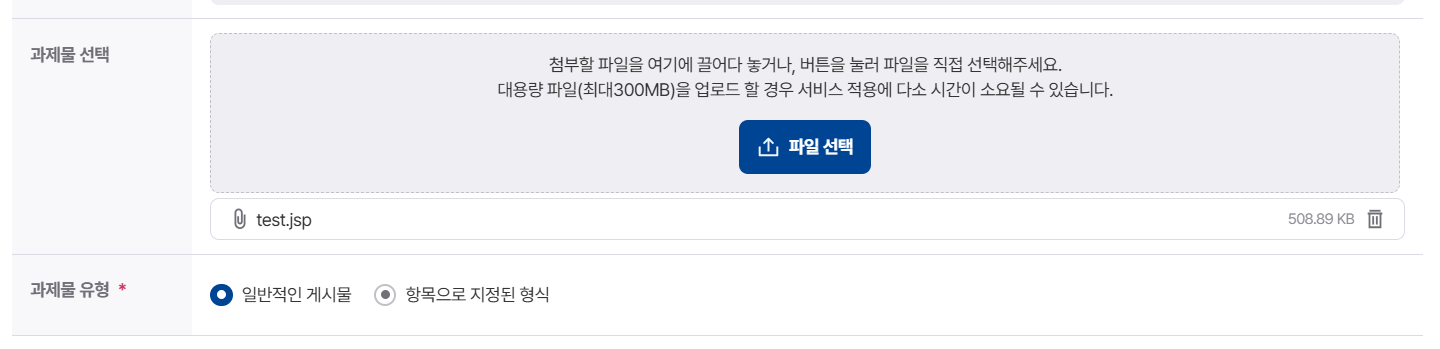 과제물 선택
첨부할 파일을 여기에 끌어다 놓거나, 버튼을 눌러 파일을 직접 선택해주세요.
대용량 파일(최대300MB)을 업로드 할 경우 서비스 적용에 다소 시간이 소요될 수 있습니다.
파일 선택
test.jsp 508.89 KB
과제물 유형 * 일반적인 게시물 항목으로 지정된 형식